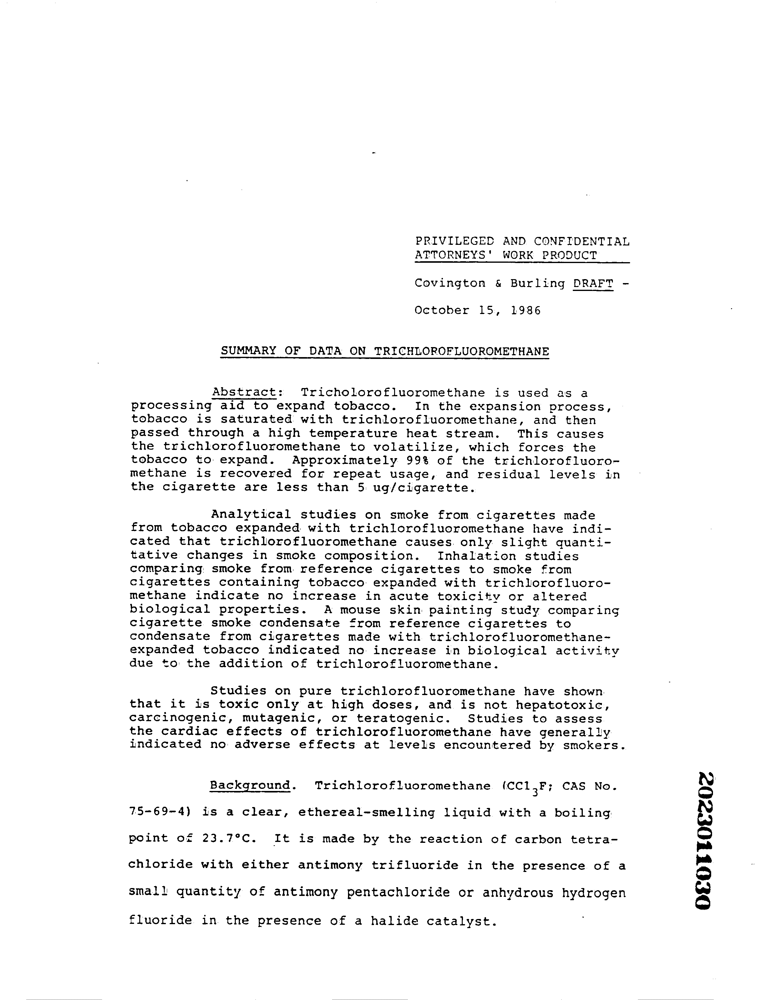 PRIVILEGED AND CONFIDENTIAL
ATTORNEYS' WORK PRODUCT
Covington & Burling DRAFT -
October 15, 1986
SUMMARY OF DATA ON TRICHLOROFLUOROMETHANE
Abstract: Tricholorofluoromethane is used as a
processing aid to expand tobacco. In the expansion process,
tobacco is saturated with trichlorofluoromethane, and then
passed through a high temperature heat stream. This causes
the trichlorofluoromethane to volatilize, which forces the
tobacco to expand. Approximately 99% of the trichlorofluoro-
methane is recovered for repeat usage, and residual levels in
the cigarette are less than 5 ug/cigarette.
Analytical studies on smoke from cigarettes made
from tobacco expanded with trichlorofluoromethane have indi-
cated that trichlorofluoromethane causes only slight quanti-
tative changes in smoke composition. Inhalation studies
comparing smoke from reference cigarettes to smoke from
cigarettes containing tobacco expanded with trichlorofluoro-
methane indicate no increase in acute toxicity or altered
biological properties. A mouse skin painting study comparing
cigarette smoke condensate from reference cigarettes to
condensate from cigarettes made with trichlorofluoromethane-
expanded tobacco indicated no increase in biological activity
due to the addition of trichlorofluoromethane.
Studies on pure trichlorofluoromethane have shown
that it is toxic only at high doses, and is not hepatotoxic,
carcinogenic, mutagenic, or teratogenic. Studies to assess
the cardiac effects of trichlorofluoromethane have generally
indicated no adverse effects at levels encountered by smokers.
Background. Trichlorofluoromethane (CCl3F; CAS No.
75-69-4) is a clear, ethereal-smelling liquid with a boiling
point of 23.7°C. It is made by the reaction of carbon tetra-
chloride with either antimony trifluoride in the presence of a
small quantity of antimony pentachloride or anhydrous hydrogen
fluoride in the presence of a halide catalyst.
2023011030